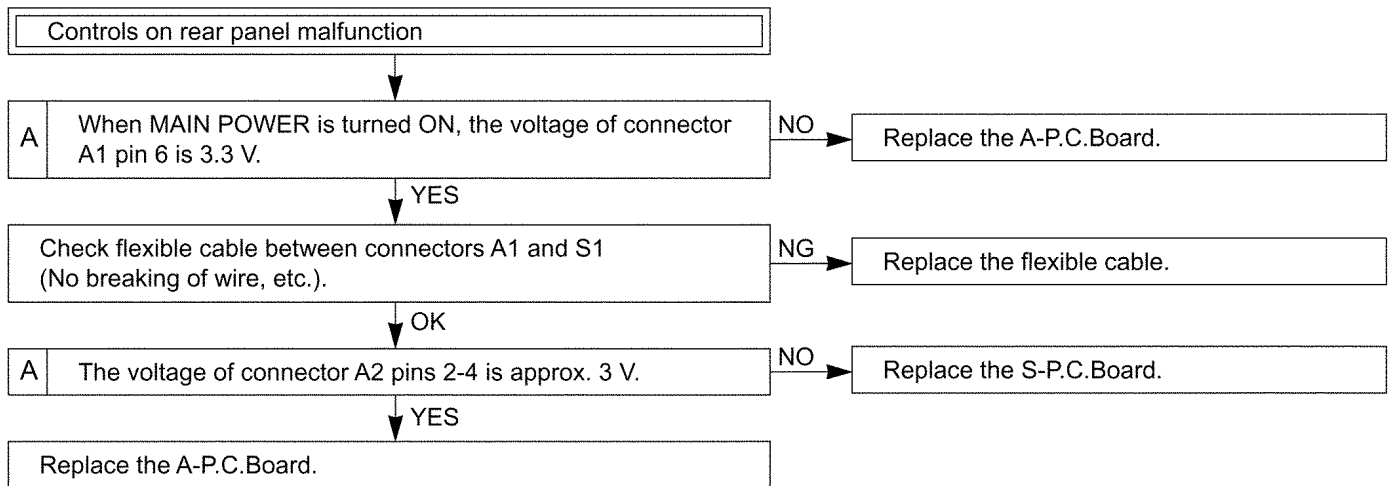 Controls on rear panel malfunction
A
When MAIN POWER is turned ON, the voltage of connector
A1 pin 6 is 3.3 V.
NO
Replace the A-P.C.Board.
YES
Check flexible cable between connectors A1 and S1
(No breaking of wire, etc.).
NG
Replace the flexible cable.
OK
A
The voltage of connector A2 pins 2-4 is approx. 3 V.
NO
Replace the S-P.C.Board.
YES
Replace the A-P.C.Board.